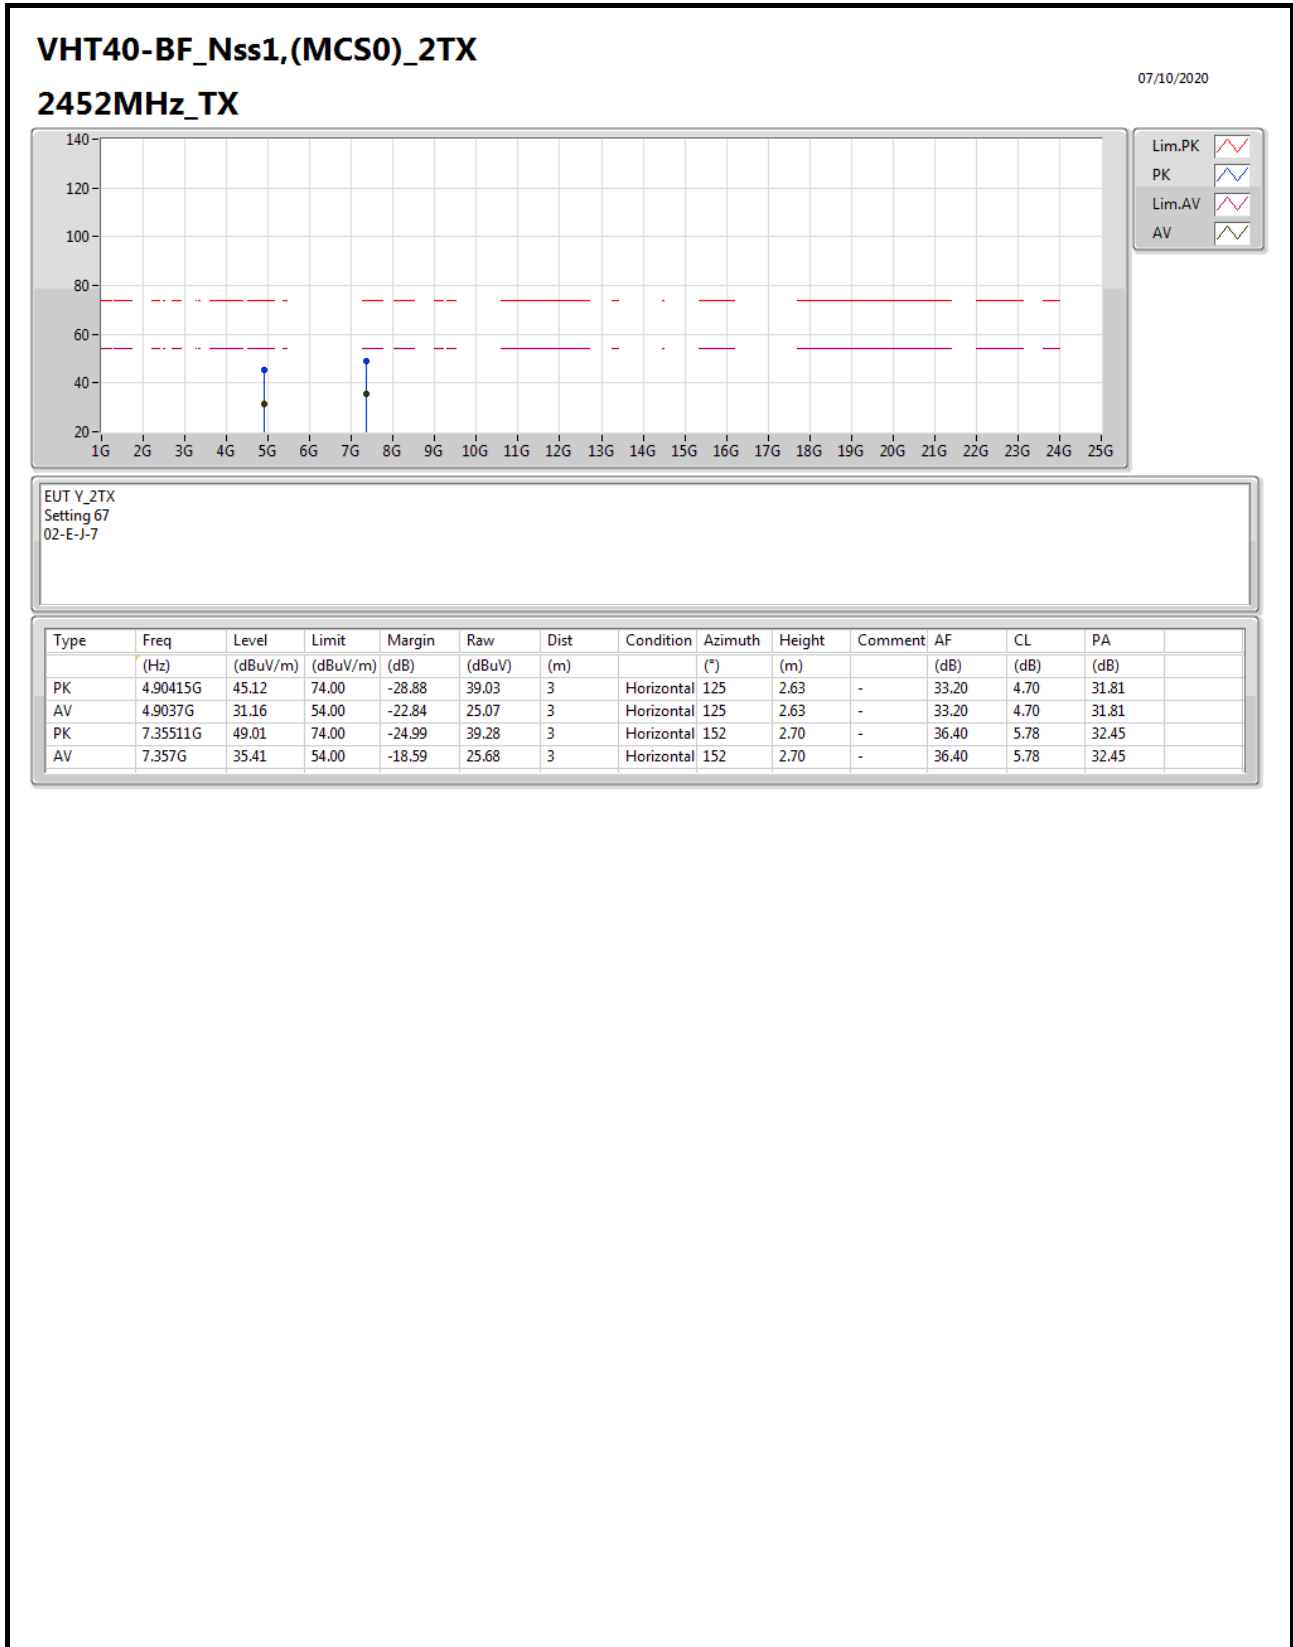 VHT40-BF_Nss1,(MCS0)_2TX
07/10/2020
2452MHz_TX
140
120
100
80
60
40
20
1G 2G 3G 4G 5G 6G 7G 8G 9G 10G 11G 12G 13G 14G 15G 16G 17G 18G 19G 20G 21G 22G 23G 24G 25G
Lim.PK
PK
Lim.AV
AV
EUT Y_2TX
Setting 67
02-E-J-7
Type Freq Level Limit Margin Raw Dist Condition Azimuth Height Comment AF CL PA
(Hz) (dBuV/m) (dBuV/m) (dB) (dBuV) (m) (°) (m) (dB) (dB) (dB)
PK 4.90415G 45.12 74.00 -28.88 39.03 3 Horizontal 125 2.63 - 33.20 4.70 31.81
AV 4.9037G 31.16 54.00 -22.84 25.07 3 Horizontal 125 2.63 - 33.20 4.70 31.81
PK 7.35511G 49.01 74.00 -24.99 39.28 3 Horizontal 152 2.70 - 36.40 5.78 32.45
AV 7.357G 35.41 54.00 -18.59 25.68 3 Horizontal 152 2.70 - 36.40 5.78 32.45